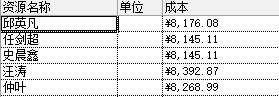 资源名称 单位 成本
邱英凡 ¥8,176.08
任剑超 ¥8,145.11
史晨鑫 ¥8,145.11
汪涛 ¥8,392.87
仲叶 ¥8,268.99